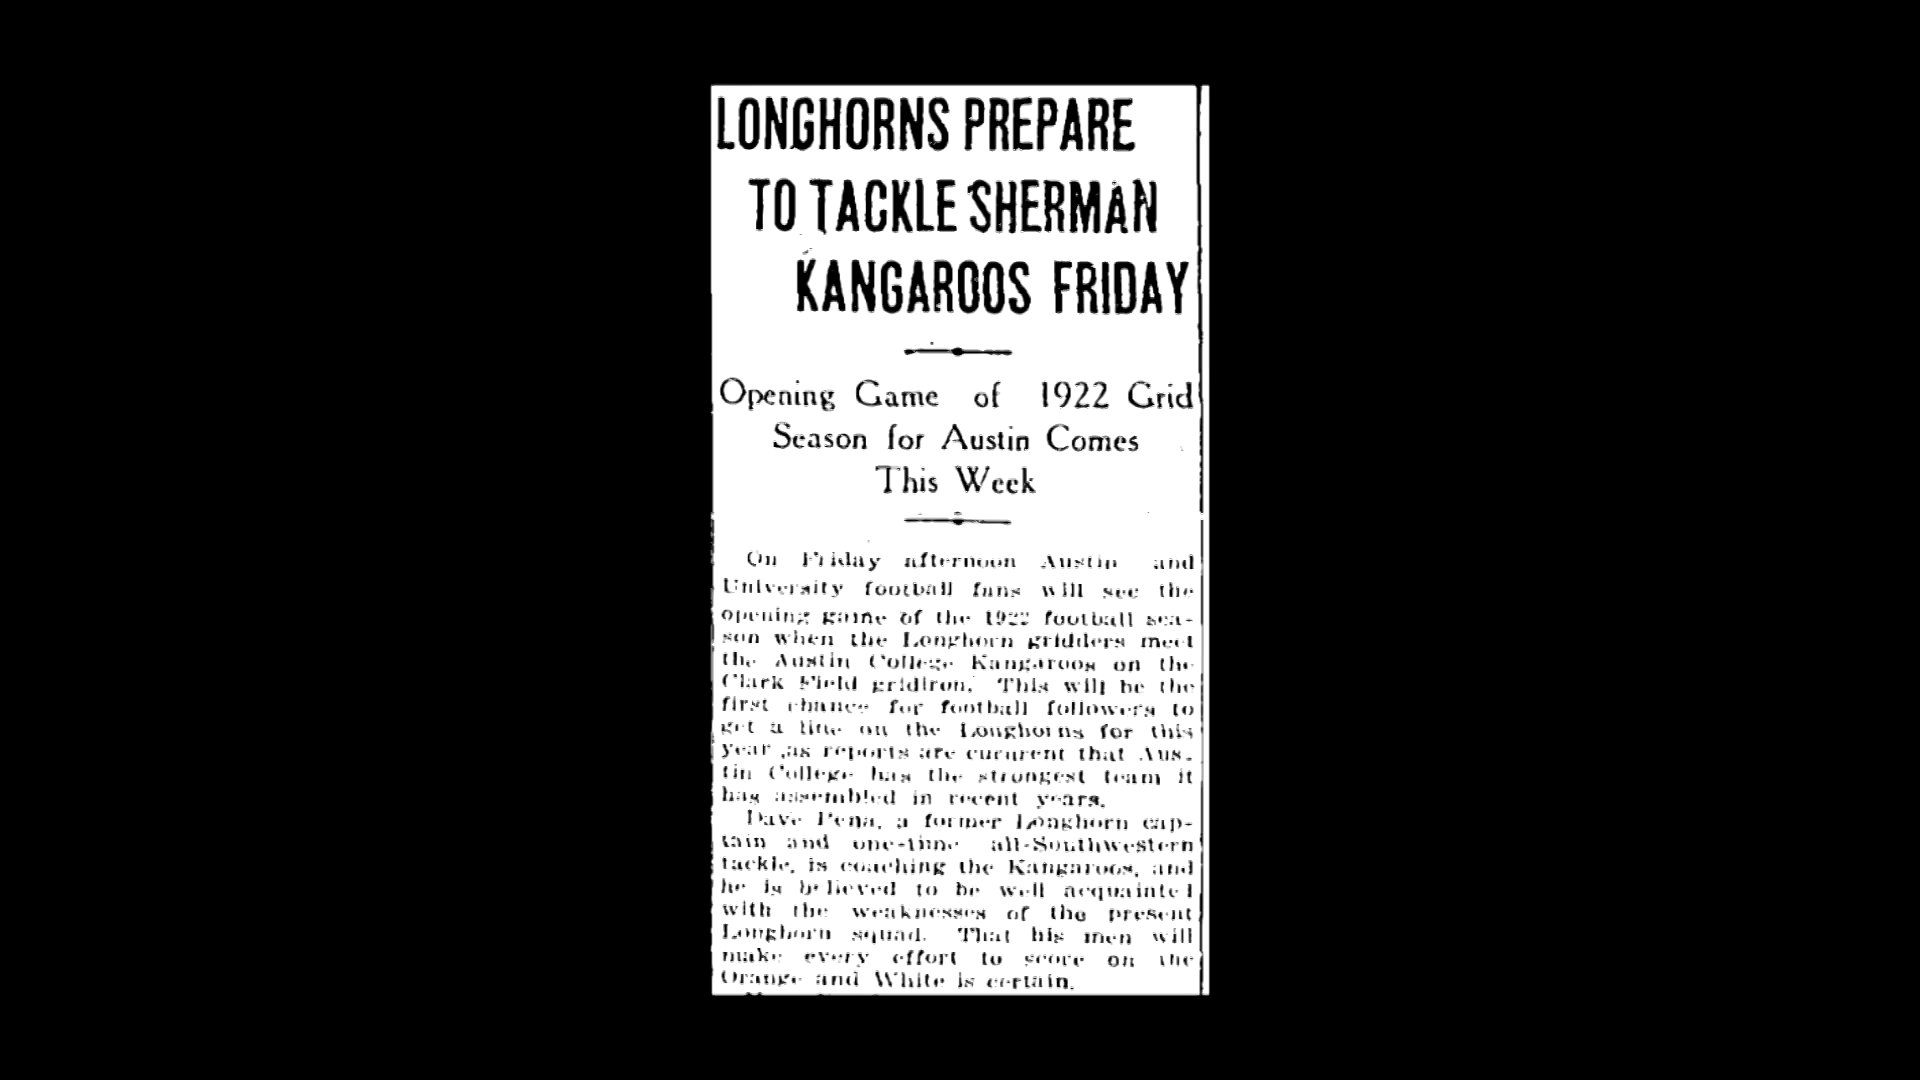 LONGHORNS PREPARE
TO TACKLE SHERMAN
KANGAROOS FRIDAY
Opening Game of 1922 Grid
Season for Austin Comes
This Week
On Friday afternoon Austin and
University football fans will see the
opening game of the 1922 football sea-
son when the Longhorn gridders meet
the Austin College Kangaroos on the
Clark Field gridiron. This will be the
first chance for football followers to
get a line on the Longhorns for this
year ,as reports are cururent that Aus-
tin College has the strongest team it
has assembled in recent years.
Dave Pena, a former Longhorn cap-
tain and one-time all-Southwestern
tackle, is coaching the Kangaroos, and
he is believed to be well acquainted
with the weaknesses of the present
Longhorn squad. That his men will
make every effort to score on the
Orange and White is certain.